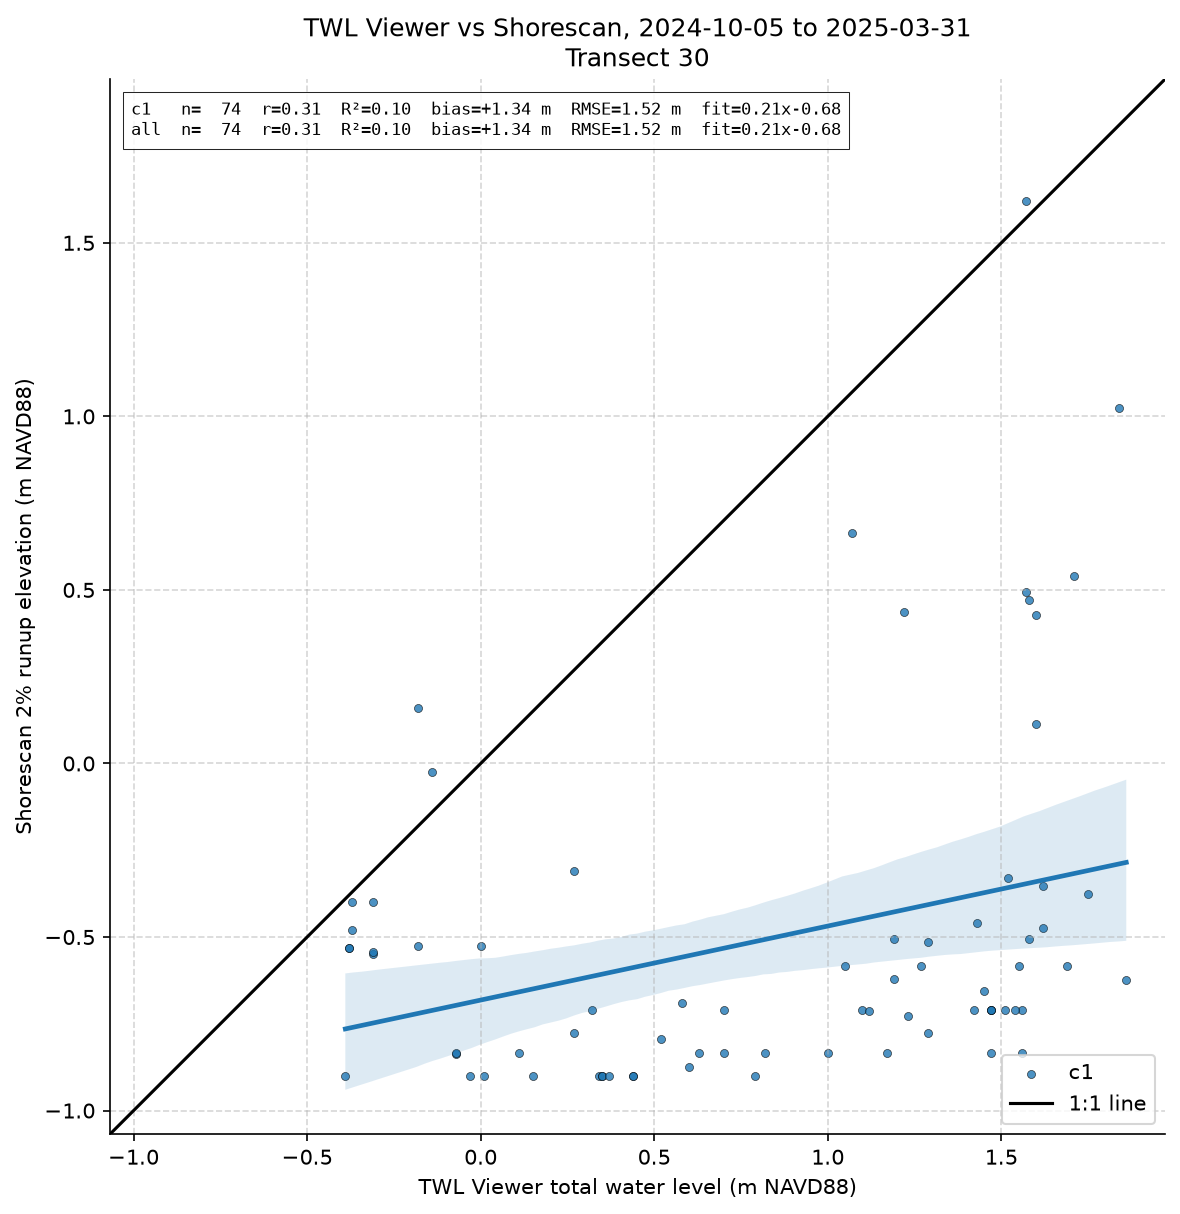 TWL Viewer vs Shorescan, 2024-10-05 to 2025-03-31
Transect 30
c1   n=  74  r=0.31  R²=0.10  bias=+1.34 m  RMSE=1.52 m  fit=0.21x-0.68
all  n=  74  r=0.31  R²=0.10  bias=+1.34 m  RMSE=1.52 m  fit=0.21x-0.68
Shorescan 2% runup elevation (m NAVD88)
1.5
1.0
0.5
0.0
−0.5
−1.0
c1
1:1 line
−1.0 −0.5 0.0 0.5 1.0 1.5
TWL Viewer total water level (m NAVD88)